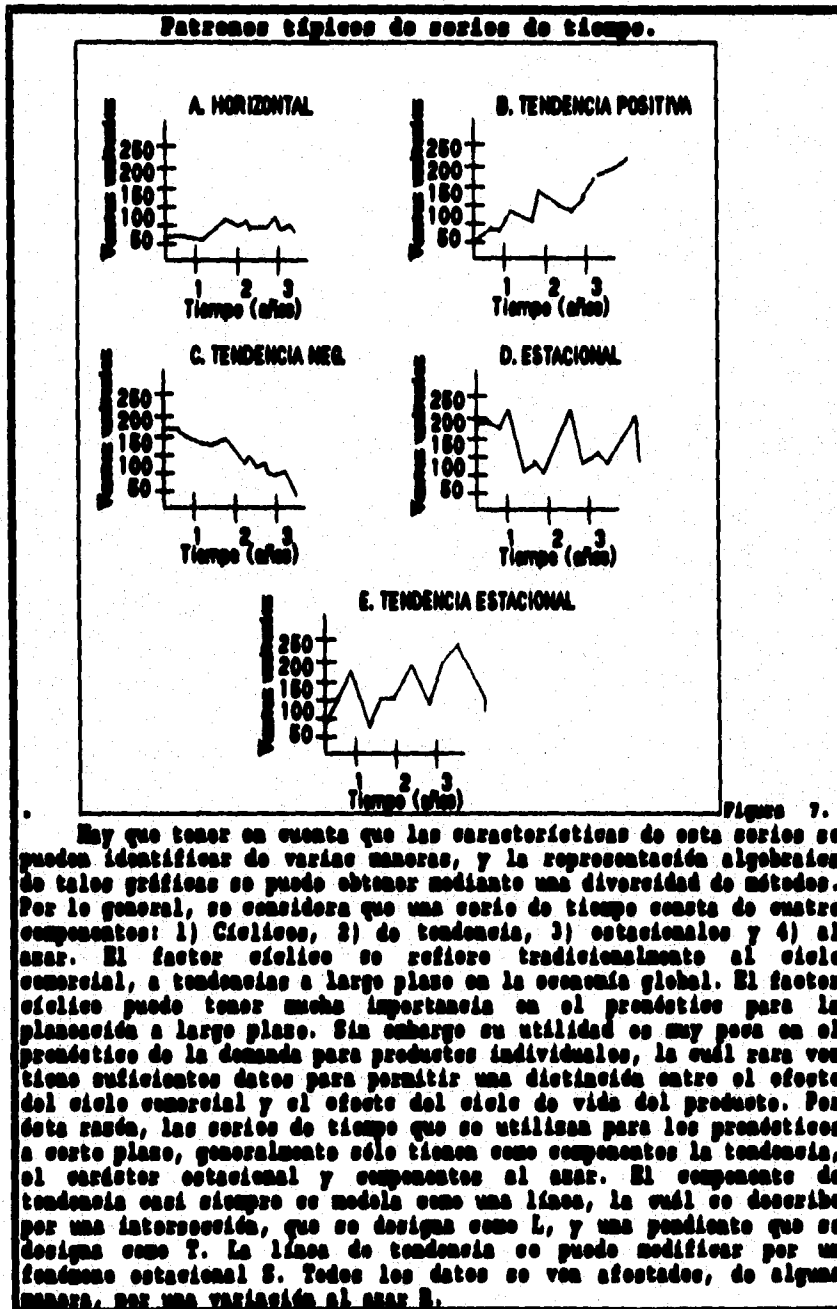 Patrones típicos de series de tiempo.
A. HORIZONTAL
Ventas unitarias
250
200
150
100
50
1 2 3
Tiempo (años)
B. TENDENCIA POSITIVA
Ventas unitarias
250
200
150
100
50
1 2 3
Tiempo (años)
C. TENDENCIA NEG.
Ventas unitarias
250
200
150
100
50
1 2 3
Tiempo (años)
D. ESTACIONAL
Ventas unitarias
250
200
150
100
50
1 2 3
Tiempo (años)
E. TENDENCIA ESTACIONAL
Ventas unitarias
250
200
150
100
50
1 2 3
Tiempo (años)
. Figura 7.
Hay que tener en cuenta que las características de esta series se
pueden identificar de varias maneras, y la representación algebraica
de tales gráficas se puede obtener mediante una diversidad de métodos.
Por lo general, se considera que una serie de tiempo consta de cuatro
componentes: 1) Cíclicos, 2) de tendencia, 3) estacionales y 4) al
azar. El factor cíclico se refiere tradicionalmente al ciclo
comercial, a tendencias a largo plazo en la economía global. El factor
cíclico puede tener mucha importancia en el pronóstico para la
planeación a largo plazo. Sin embargo su utilidad es muy poca en el
pronóstico de la demanda para productos individuales, la cuál rara vez
tiene suficientes datos para permitir una distinción entre el efecto
del ciclo comercial y el efecto del ciclo de vida del producto. Por
ésta razón, las series de tiempo que se utilizan para los pronósticos
a corto plazo, generalmente sólo tienen como componentes la tendencia,
el carácter estacional y componentes al azar. El componente de
tendencia casi siempre se modela como una línea, la cuál se describe
por una intersección, que se designa como L, y una pendiente que se
designa como T. La línea de tendencia se puede modificar por un
fenómeno estacional S. Todos los datos se ven afectados, de alguna
manera, por una variación al azar R.